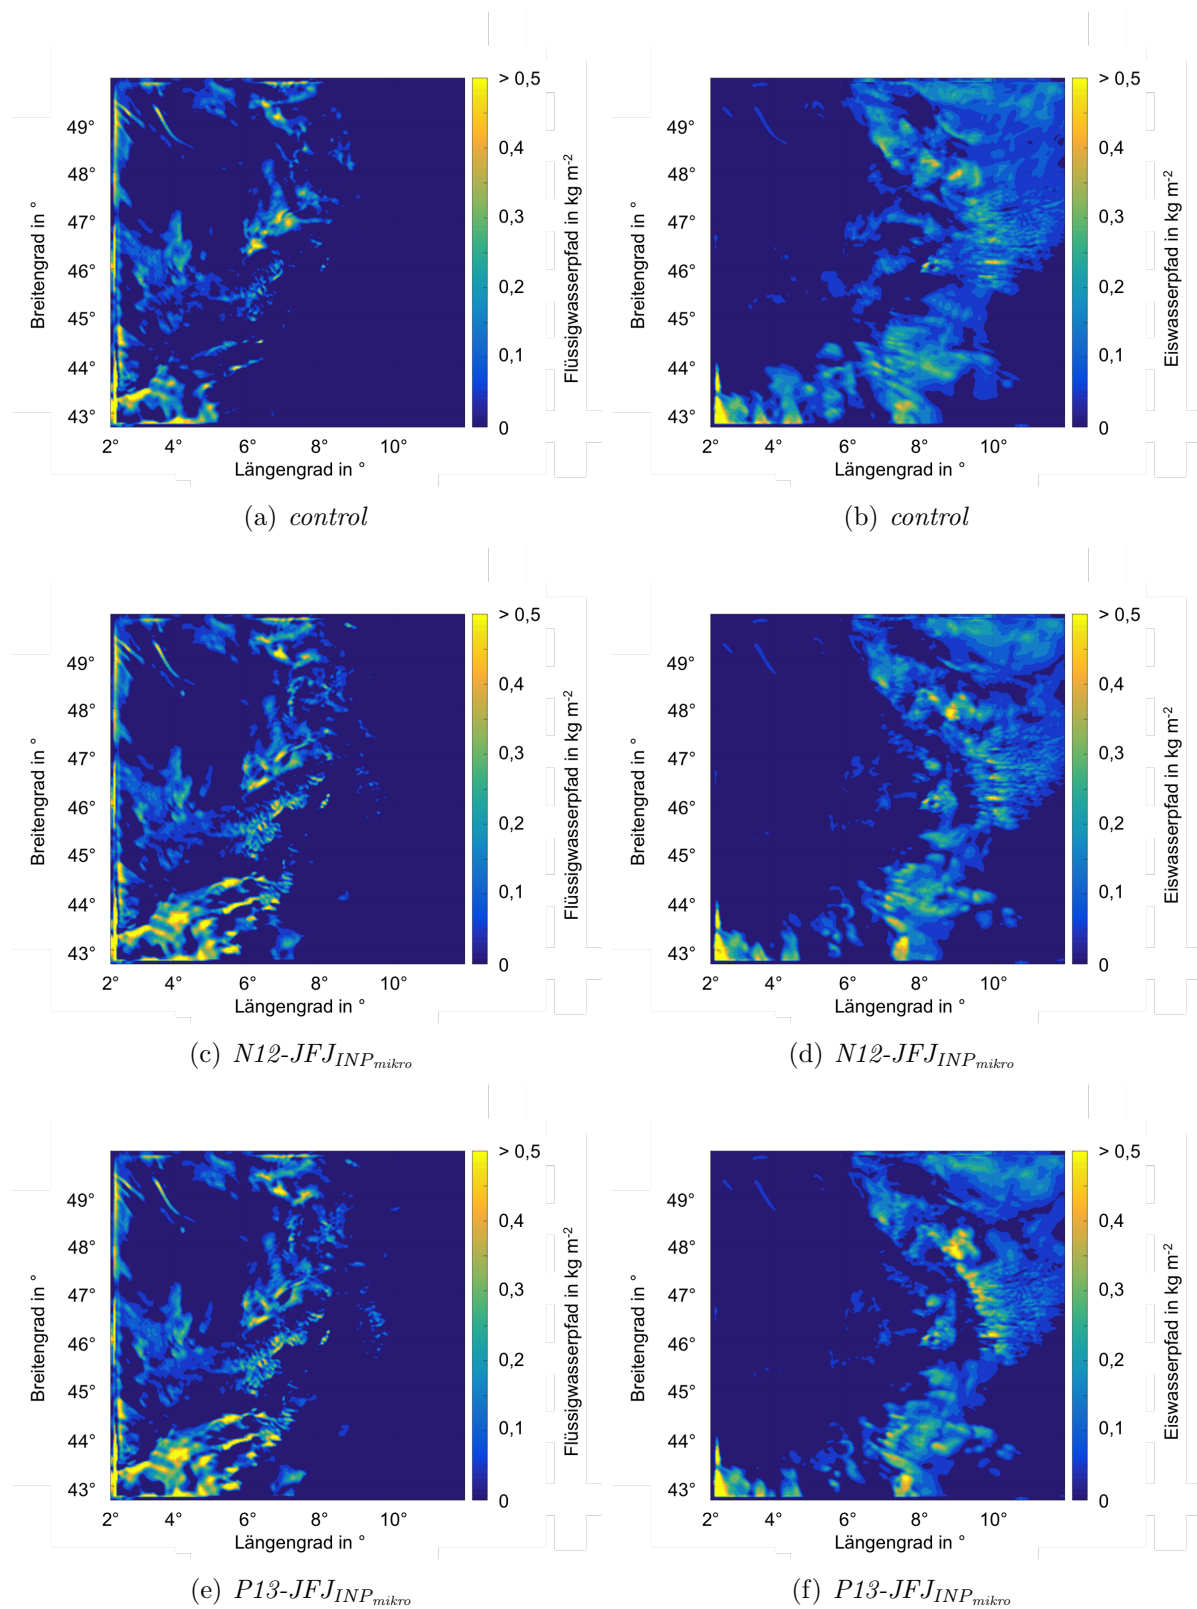 > 0,5
49°
0,4
48°
0,3
47°
46°
0,2
45°
0,1
44°
43°
0
2° 4° 6° 8° 10°
Längengrad in °
Breitengrad in °
Flüssigwasserpfad in kg m-2
(a) control
> 0,5
49°
0,4
48°
0,3
47°
46°
0,2
45°
0,1
44°
43°
0
2° 4° 6° 8° 10°
Längengrad in °
Breitengrad in °
Eiswasserpfad in kg m-2
(b) control
> 0,5
49°
0,4
48°
0,3
47°
46°
0,2
45°
0,1
44°
43°
0
2° 4° 6° 8° 10°
Längengrad in °
Breitengrad in °
Flüssigwasserpfad in kg m-2
(c) N12-JFJINPmikro
> 0,5
49°
0,4
48°
0,3
47°
46°
0,2
45°
0,1
44°
43°
0
2° 4° 6° 8° 10°
Längengrad in °
Breitengrad in °
Eiswasserpfad in kg m-2
(d) N12-JFJINPmikro
> 0,5
49°
0,4
48°
0,3
47°
46°
0,2
45°
0,1
44°
43°
0
2° 4° 6° 8° 10°
Längengrad in °
Breitengrad in °
Flüssigwasserpfad in kg m-2
(e) P13-JFJINPmikro
> 0,5
49°
0,4
48°
0,3
47°
46°
0,2
45°
0,1
44°
43°
0
2° 4° 6° 8° 10°
Längengrad in °
Breitengrad in °
Eiswasserpfad in kg m-2
(f) P13-JFJINPmikro